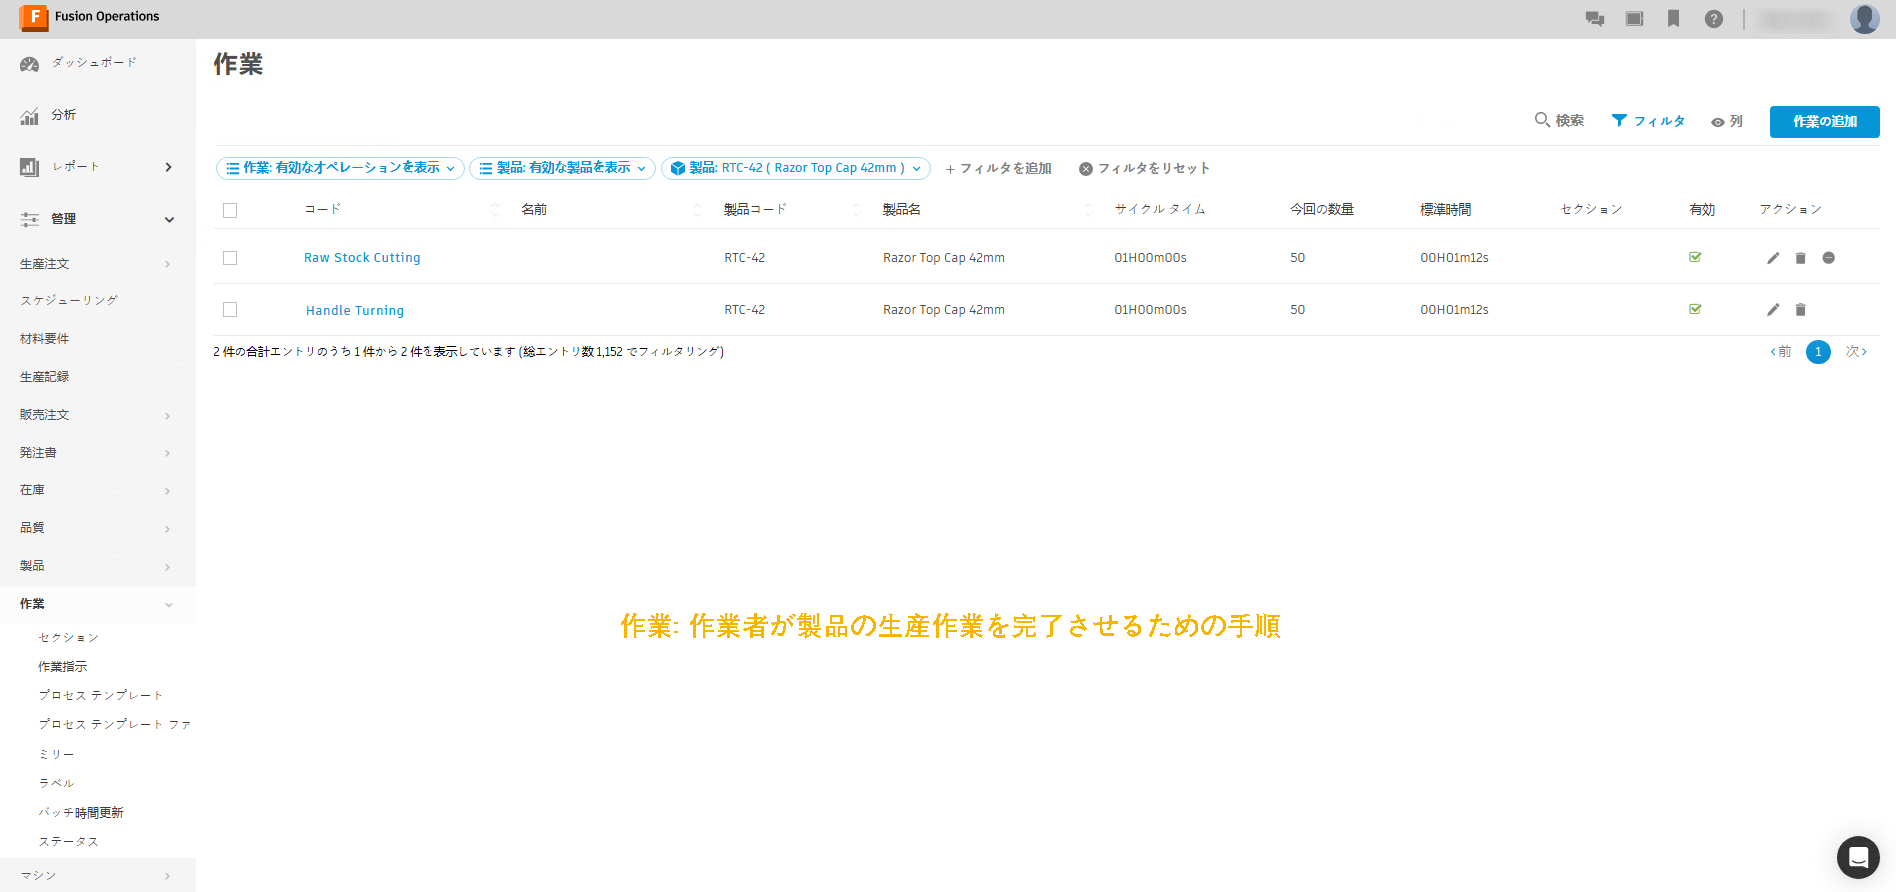 F Fusion Operations
ダッシュボード
分析
レポート
管理
生産注文
スケジューリング
材料要件
生産記録
販売注文
発注書
在庫
品質
製品
作業
セクション
作業指示
プロセス テンプレート
プロセス テンプレート ファ
ミリー
ラベル
バッチ時間更新
ステータス
マシン
作業
検索 フィルタ 列 作業の追加
作業: 有効なオペレーションを表示 製品: 有効な製品を表示 製品: RTC-42 ( Razor Top Cap 42mm ) + フィルタを追加 フィルタをリセット
コード 名前 製品コード 製品名 サイクル タイム 今回の数量 標準時間 セクション 有効 アクション
Raw Stock Cutting RTC-42 Razor Top Cap 42mm 01H00m00s 50 00H01m12s
Handle Turning RTC-42 Razor Top Cap 42mm 01H00m00s 50 00H01m12s
2 件の合計エントリのうち 1 件から 2 件を表示しています (総エントリ数 1,152 でフィルタリング)
前 1 次
作業: 作業者が製品の生産作業を完了させるための手順